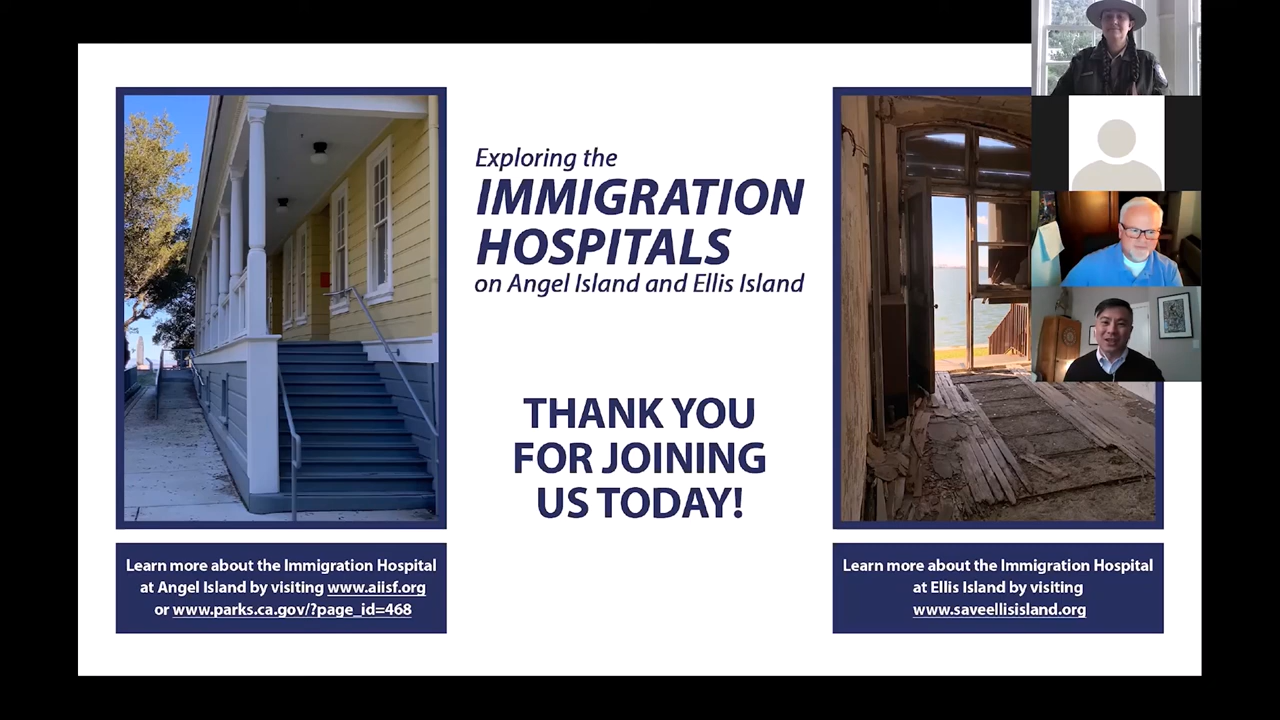 Exploring the
IMMIGRATION
HOSPITALS
on Angel Island and Ellis Island
THANK YOU
FOR JOINING
US TODAY!
Learn more about the Immigration Hospital
at Angel Island by visiting www.aiisf.org
or www.parks.ca.gov/?page_id=468
Learn more about the Immigration Hospital
at Ellis Island by visiting
www.saveellisisland.org